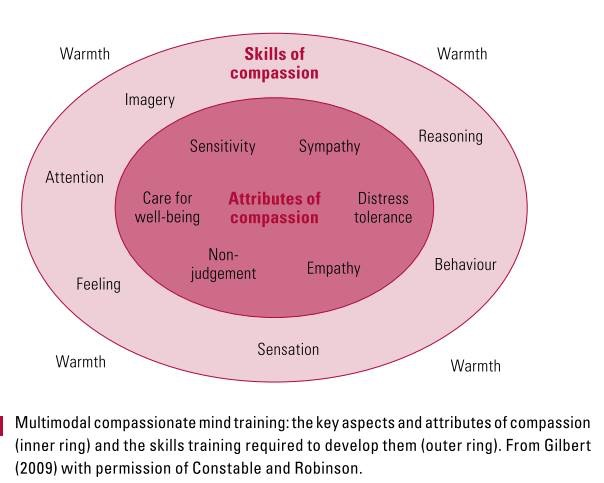 Warmth
Warmth
Skills of
compassion
Imagery
Reasoning
Sensitivity
Sympathy
Attention
Care for
well-being
Attributes of
compassion
Distress
tolerance
Non-
judgement
Empathy
Behaviour
Feeling
Sensation
Warmth
Warmth
Multimodal compassionate mind training: the key aspects and attributes of compassion
(inner ring) and the skills training required to develop them (outer ring). From Gilbert
(2009) with permission of Constable and Robinson.